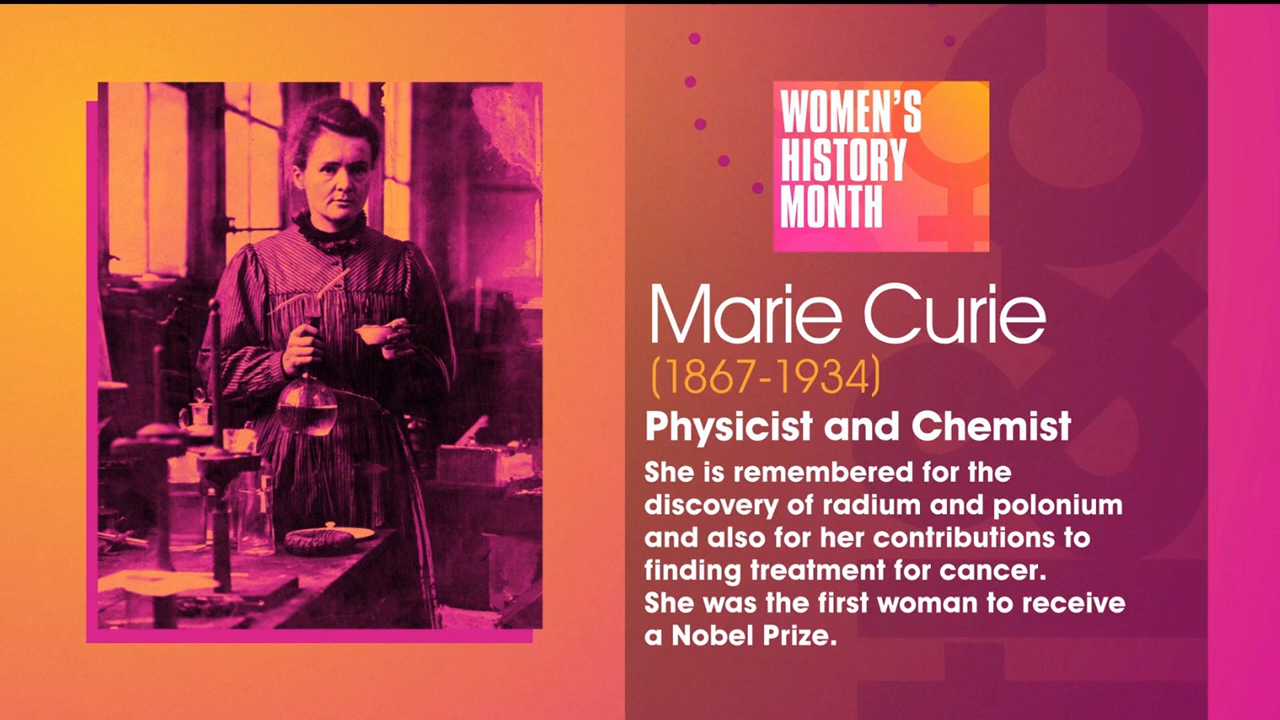 WOMEN'S
HISTORY
MONTH
Marie Curie
(1867-1934)
Physicist and Chemist
She is remembered for the
discovery of radium and polonium
and also for her contributions to
finding treatment for cancer.
She was the first woman to receive
a Nobel Prize.